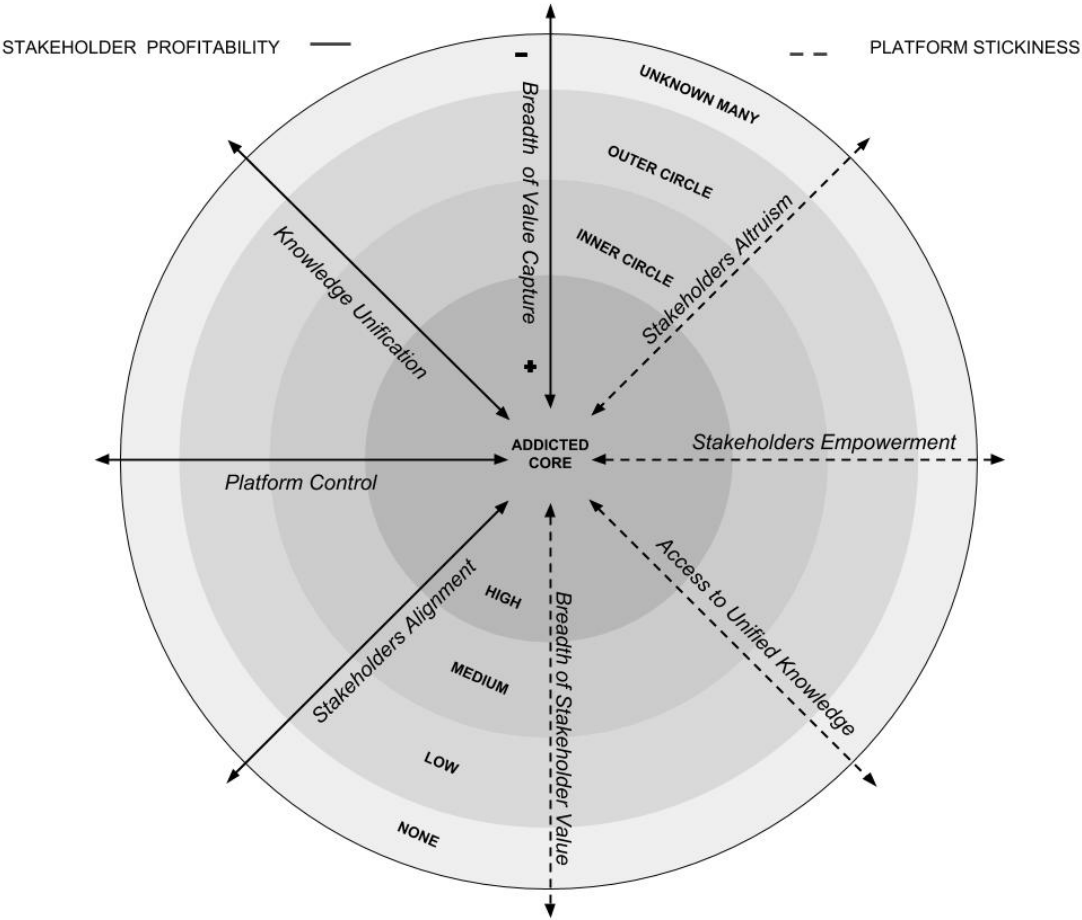 STAKEHOLDER PROFITABILITY
PLATFORM STICKINESS
-
UNKNOWN MANY
Breadth of Value Capture
OUTER CIRCLE
INNER CIRCLE
Stakeholders Altruism
Knowledge Unification
+
ADDICTED
CORE
Stakeholders Empowerment
Platform Control
Access to Unified Knowledge
Stakeholders Alignment
HIGH
Breadth of Stakeholder Value
MEDIUM
LOW
NONE